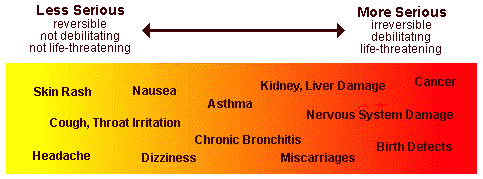 Less Serious
reversible
not debilitating
not life-threatening
More Serious
irreversible
debilitating
life-threatening
Skin Rash
Nausea
Kidney, Liver Damage
Cancer
Asthma
Cough, Throat Irritation
Nervous System Damage
Chronic Bronchitis
Headache
Dizziness
Miscarriages
Birth Defects